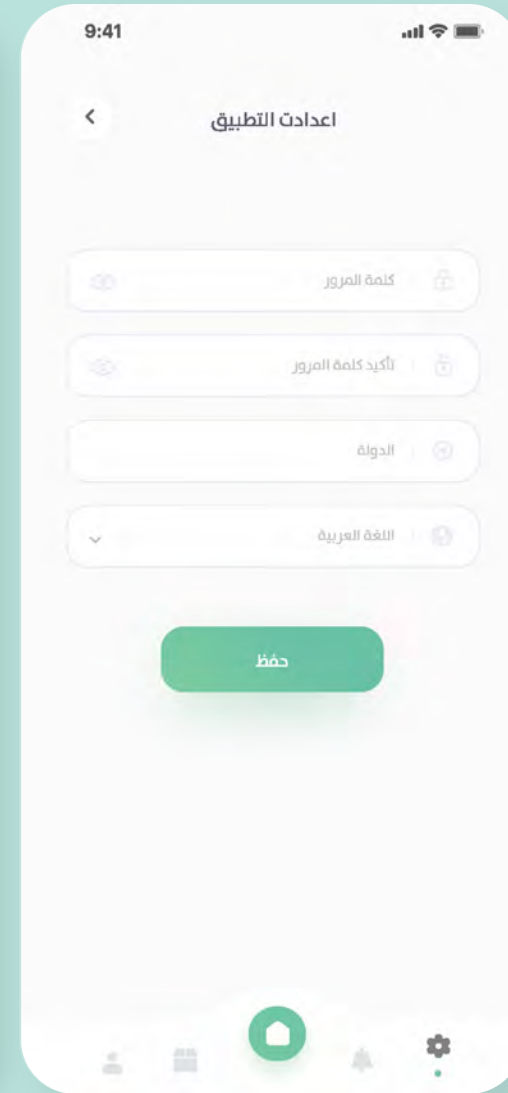 9:41
اعدادت التطبيق
كلمة المرور
تأكيد كلمة المرور
الدولة
اللغة العربية
حفظ